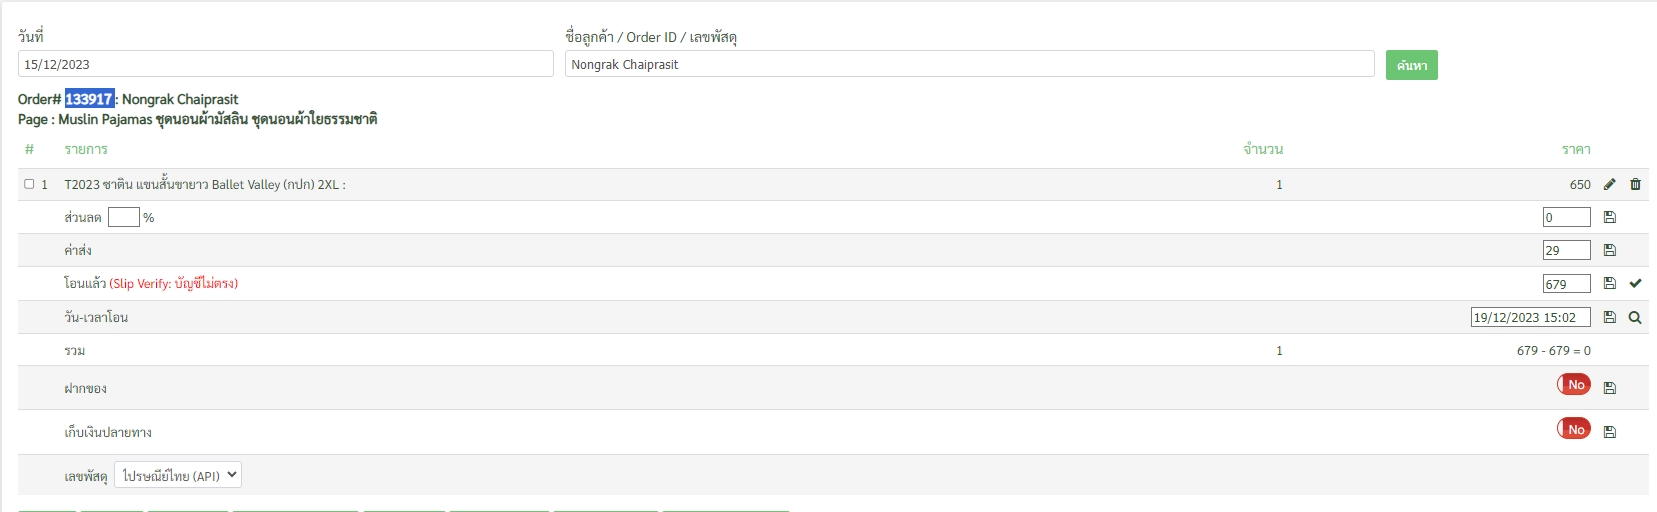 วันที่
ชื่อลูกค้า / Order ID / เลขพัสดุ
15/12/2023
Nongrak Chaiprasit
ค้นหา
Order# 133917 : Nongrak Chaiprasit
Page : Muslin Pajamas ชุดนอนผ้ามัสลิน ชุดนอนผ้าใยธรรมชาติ
# รายการ จำนวน ราคา
1 T2023 ซาติน แขนสั้นขายาว Ballet Valley (กปก) 2XL : 1 650
ส่วนลด % 0
ค่าส่ง 29
โอนแล้ว (Slip Verify: บัญชีไม่ตรง) 679
วัน-เวลาโอน 19/12/2023 15:02
รวม 1 679 - 679 = 0
ฝากของ No
เก็บเงินปลายทาง No
เลขพัสดุ ไปรษณีย์ไทย (API)